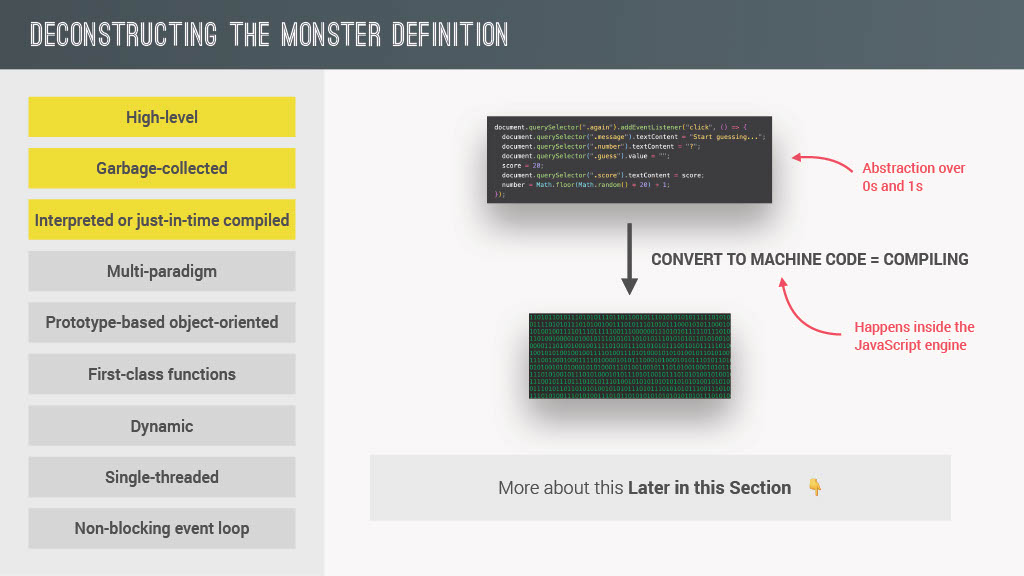 DECONSTRUCTING THE MONSTER DEFINITION
High-level
Garbage-collected
Interpreted or just-in-time compiled
Multi-paradigm
Prototype-based object-oriented
First-class functions
Dynamic
Single-threaded
Non-blocking event loop
document.querySelector(".again").addEventListener("click", () => {
document.querySelector(".message").textContent = "Start guessing...";
document.querySelector(".number").textContent = "?";
document.querySelector(".guess").value = "";
score = 20;
document.querySelector(".score").textContent = score;
number = Math.floor(Math.random() * 20) + 1;
});
Abstraction over
0s and 1s
CONVERT TO MACHINE CODE = COMPILING
Happens inside the
JavaScript engine
More about this Later in this Section 👇